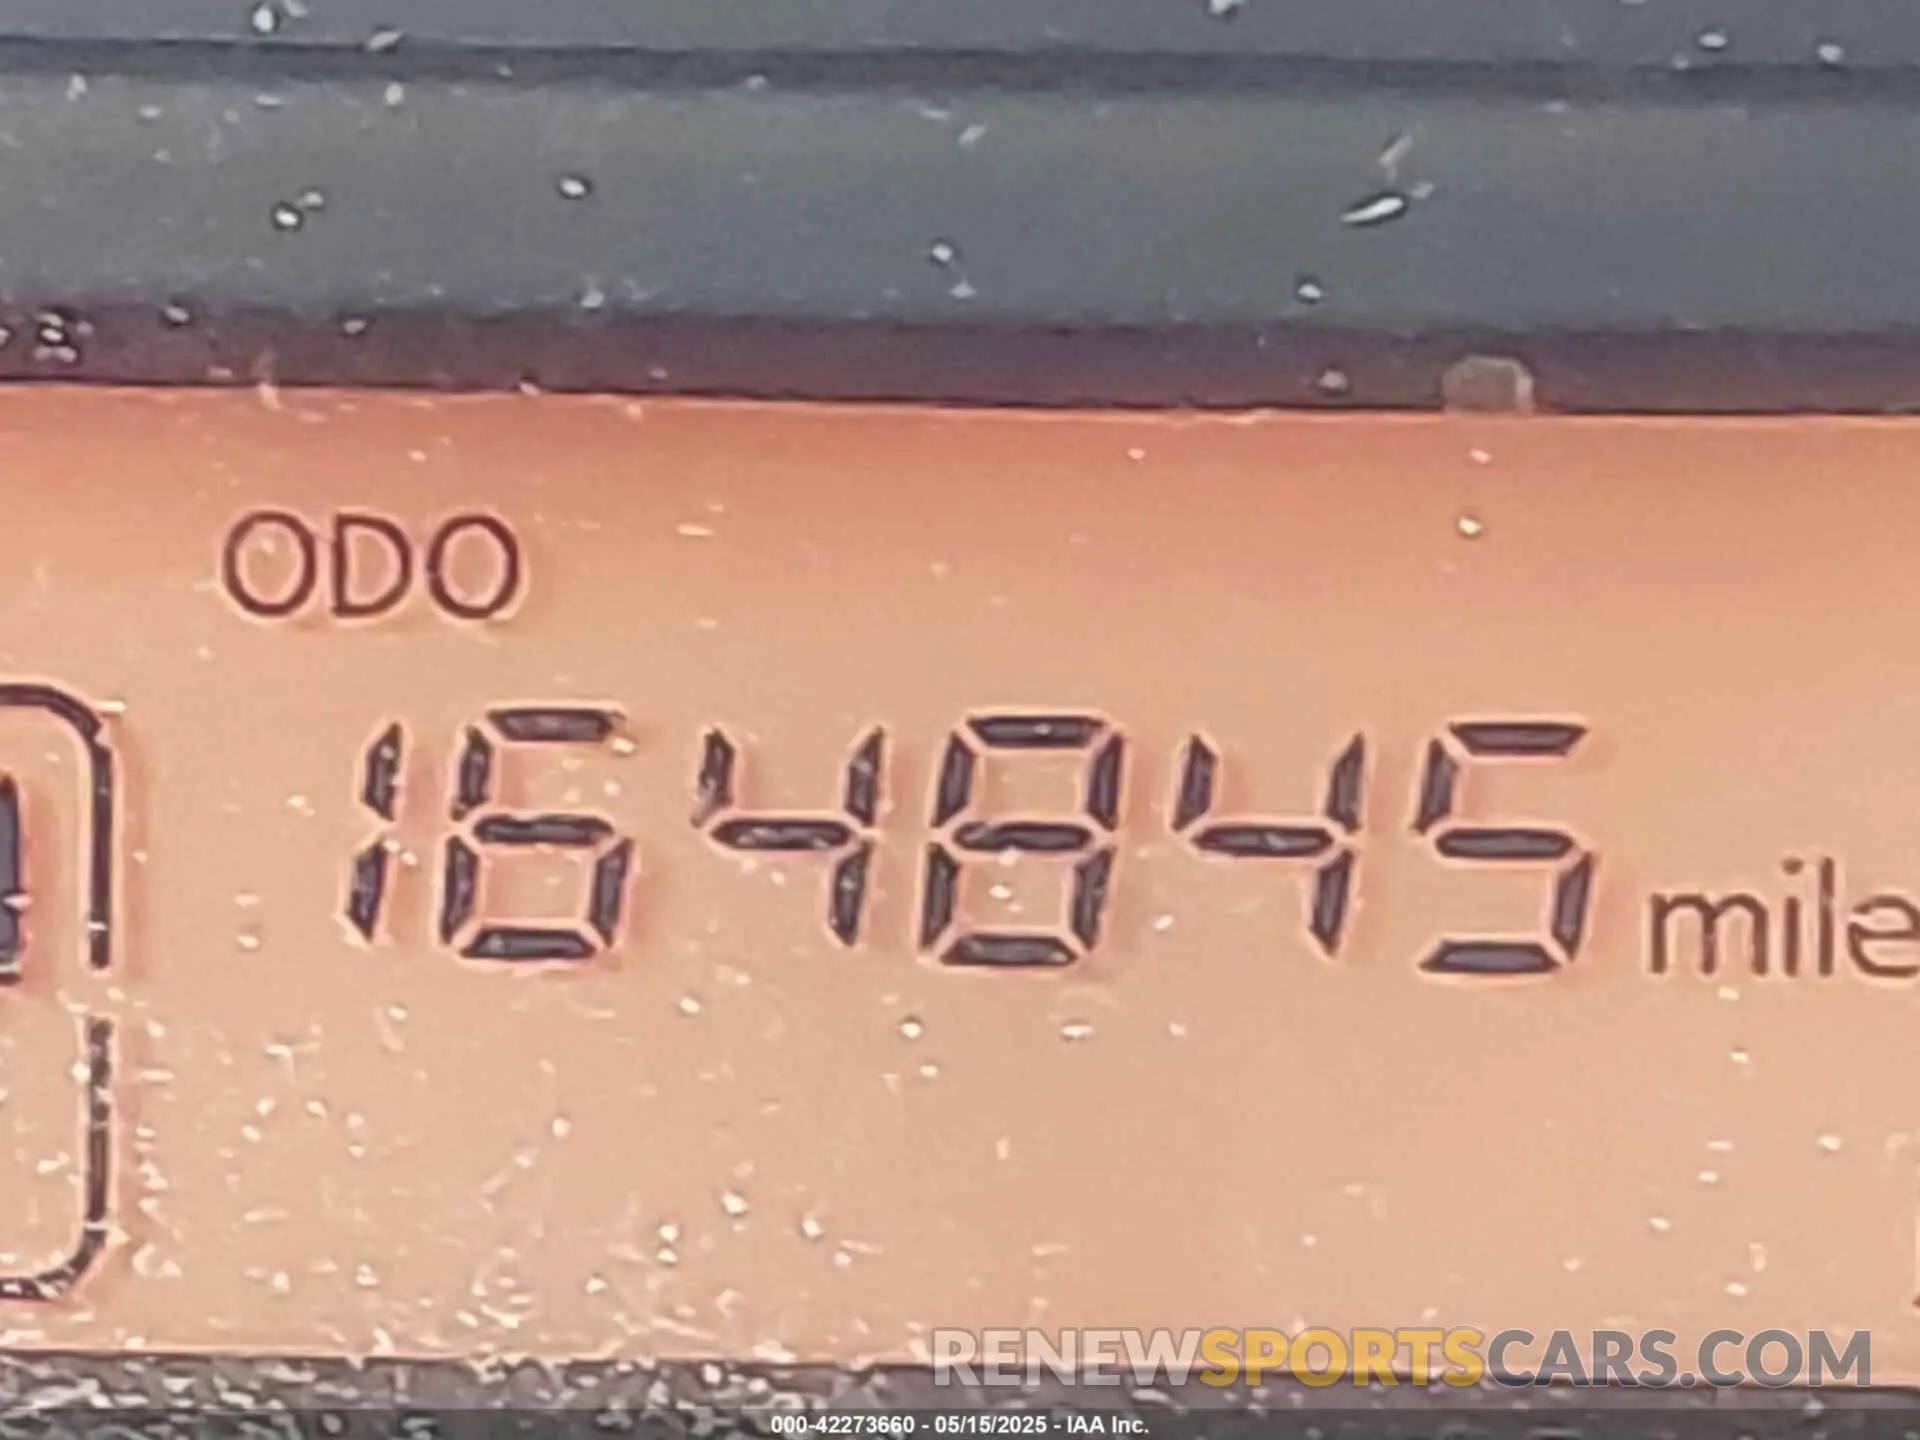 ODO
164845 mile
RENEWSPORTSCARS.COM
000-42273660 - 05/15/2025 - IAA Inc.